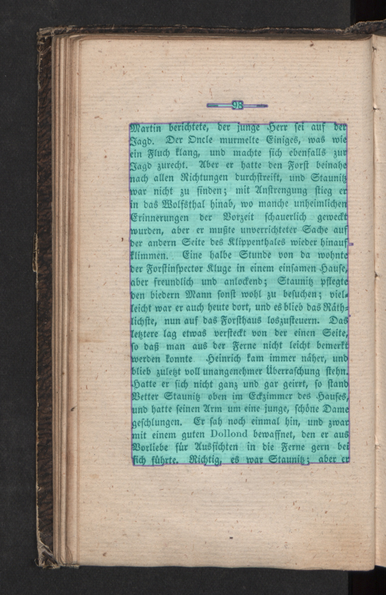 Martin berichtete, der junge Herr sei auf der
Jagd. Der Oncle murmelte Einiges, was wie
ein Fluch klang, und machte sich ebenfalls zur
Jagd zurecht. Aber er hatte den Forst beinahe
nach allen Richtungen durchstreift, und Staunitz
war nicht zu finden; mit Anstrengung stieg er
in das Wolfsthal hinab, wo manche unheimlichen
Erinnerungen der Vorzeit schauerlich geweckt
wurden, aber er mußte unverrichteter Sache auf
der andern Seite des Klippenthales wieder hinauf
klimmen. Eine halbe Stunde von da wohnte
der Forstinspector Kluge in einem einsamen Hause,
aber freundlich und anlockend; Staunitz pflegte
den biedern Mann sonst wohl zu besuchen; viel-
leicht war er auch heute dort, und es blieb das Räth-
lichste, nun auf das Forsthaus loszusteuern. Das
letztere lag etwas versteckt von der einen Seite,
so daß man aus der Ferne nicht leicht bemerkt
werden konnte Heinrich kam immer näher, und
blieb zuletzt voll unangenehmer Überraschung stehn.
Hatte er sich nicht ganz und gar geirrt, so stand
Vetter Staunitz oben im Eckzimmer des Hauses,
und hatte seinen Arm um eine junge, schöne Dame
geschlungen. Er sah noch einmal hin, und zwar
mit einem guten Dollond bewaffnet, den er aus
Vorliebe für Aussichten in die Ferne gern bei
sich führte. Richtig, es war Staunitz; aber er